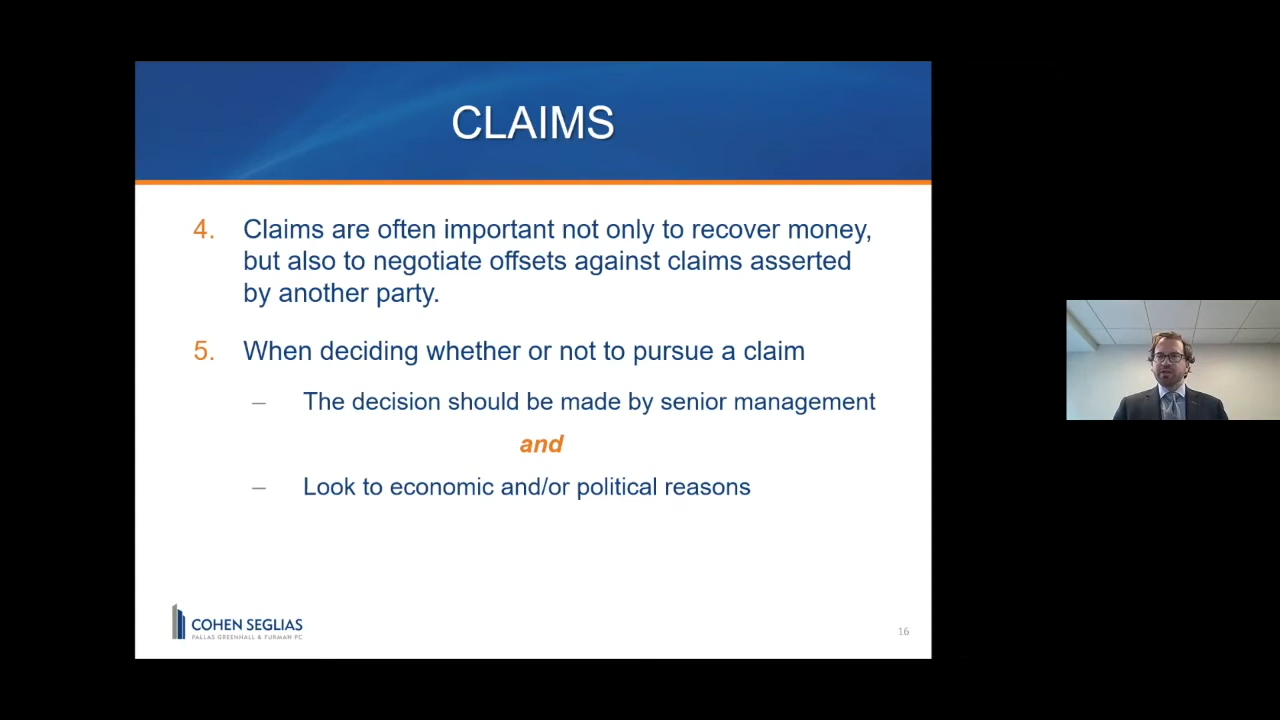 CLAIMS
4. Claims are often important not only to recover money,
but also to negotiate offsets against claims asserted
by another party.
5. When deciding whether or not to pursue a claim
– The decision should be made by senior management
and
– Look to economic and/or political reasons
COHEN SEGLIAS
PALLAS GREENHALL & FURMAN PC
16